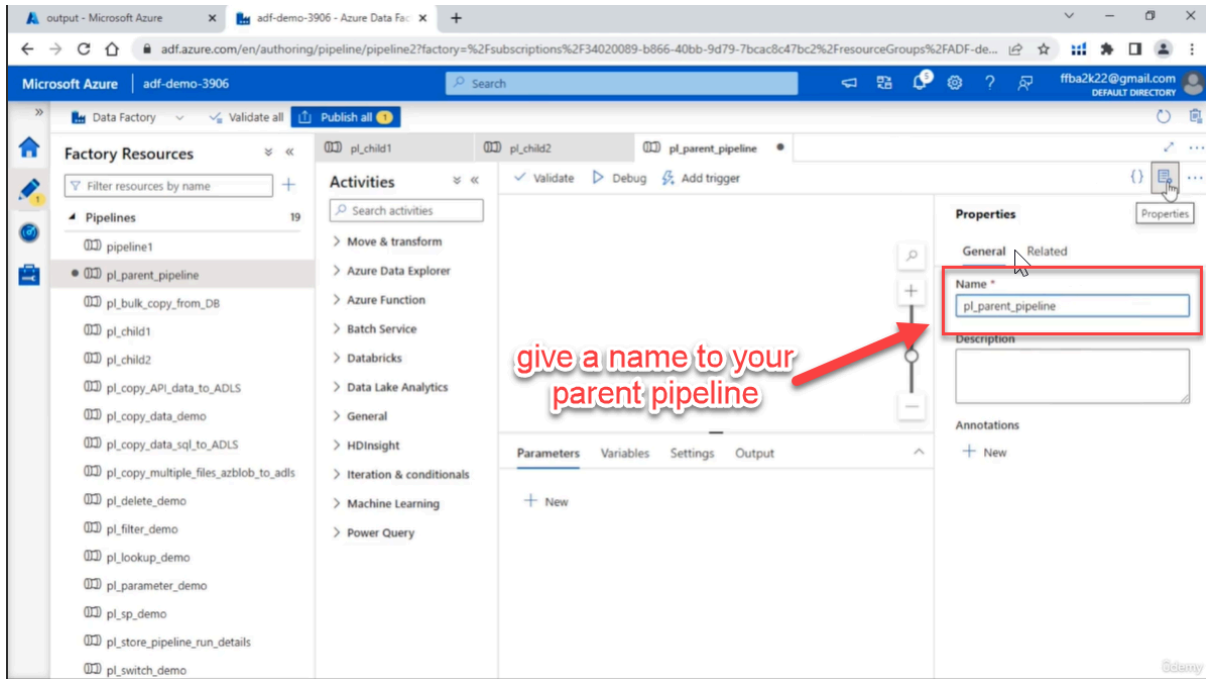 output - Microsoft Azure
adf-demo-3906 - Azure Data Fac
adf.azure.com/en/authoring/pipeline/pipeline2?factory=%2Fsubscriptions%2F34020089-b866-40bb-9d79-7bcac8c47bc2%2FresourceGroups%2FADF-de...
Microsoft Azure
adf-demo-3906
Search
5
ffba2k22@gmail.com
DEFAULT DIRECTORY
Data Factory
Validate all
Publish all 1
Factory Resources
Filter resources by name
1
Pipelines 19
pipeline1
pl_parent_pipeline
pl_bulk_copy_from_DB
pl_child1
pl_child2
pl_copy_API_data_to_ADLS
pl_copy_data_demo
pl_copy_data_sql_to_ADLS
pl_copy_multiple_files_azblob_to_adls
pl_delete_demo
pl_filter_demo
pl_lookup_demo
pl_parameter_demo
pl_sp_demo
pl_store_pipeline_run_details
pl_switch_demo
pl_child1
pl_child2
pl_parent_pipeline
Activities
Search activities
Move & transform
Azure Data Explorer
Azure Function
Batch Service
Databricks
Data Lake Analytics
General
HDInsight
Iteration & conditionals
Machine Learning
Power Query
Validate
Debug
Add trigger
{}
give a name to your
parent pipeline
Parameters
Variables
Settings
Output
New
Properties
Properties
General
Related
Name *
pl_parent_pipeline
Description
Annotations
New
ûdemy